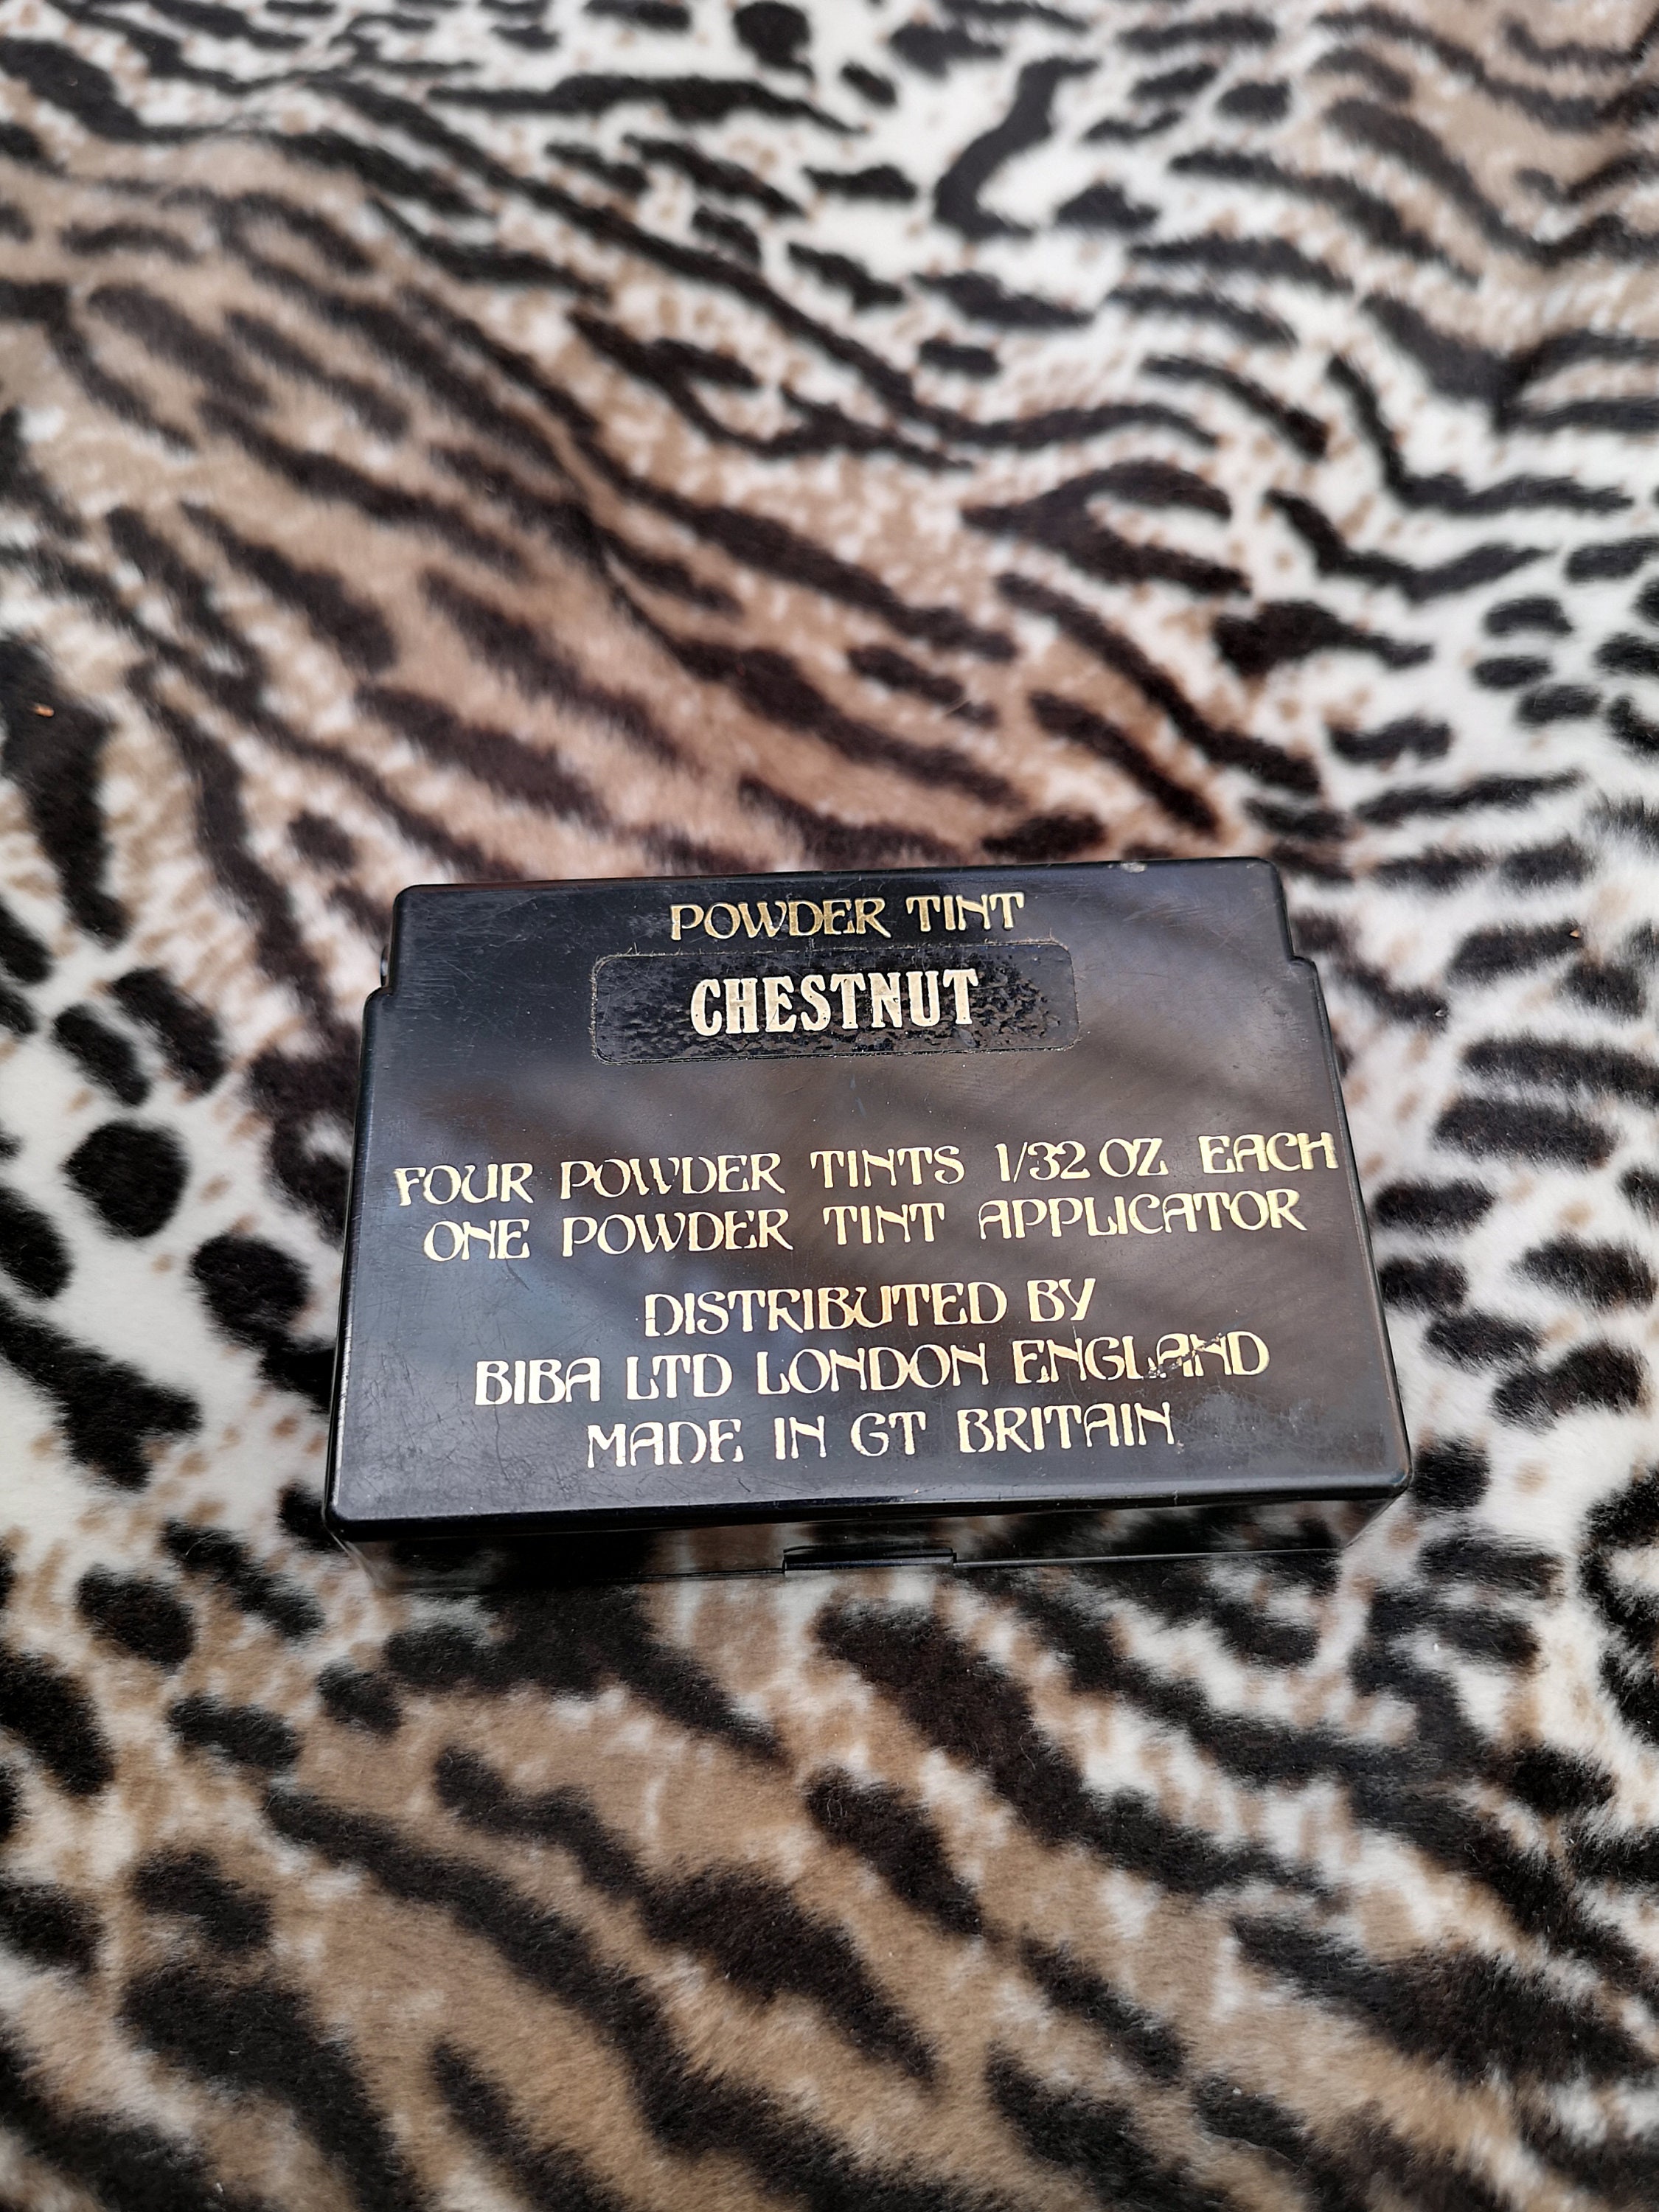 POWDER TINT
CHESTNUT
FOUR POWDER TINTS 1/32 OZ EACH
ONE POWDER TINT APPLICATOR
DISTRIBUTED BY
BIBA LTD LONDON ENGLAND
MADE IN GT BRITAIN